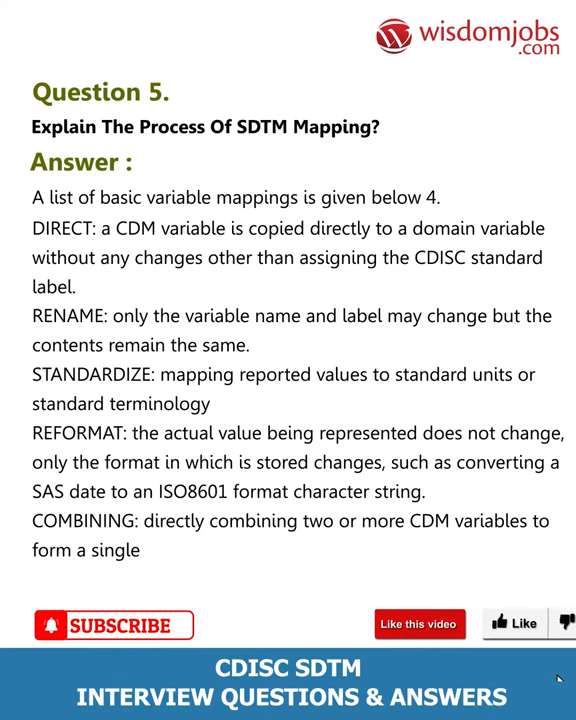 wisdomjobs
.com
Question 5.
Explain The Process Of SDTM Mapping?
Answer :
A list of basic variable mappings is given below 4.
DIRECT: a CDM variable is copied directly to a domain variable
without any changes other than assigning the CDISC standard
label.
RENAME: only the variable name and label may change but the
contents remain the same.
STANDARDIZE: mapping reported values to standard units or
standard terminology
REFORMAT: the actual value being represented does not change,
only the format in which is stored changes, such as converting a
SAS date to an ISO8601 format character string.
COMBINING: directly combining two or more CDM variables to
form a single
SUBSCRIBE
Like this video
Like
CDISC SDTM
INTERVIEW QUESTIONS & ANSWERS